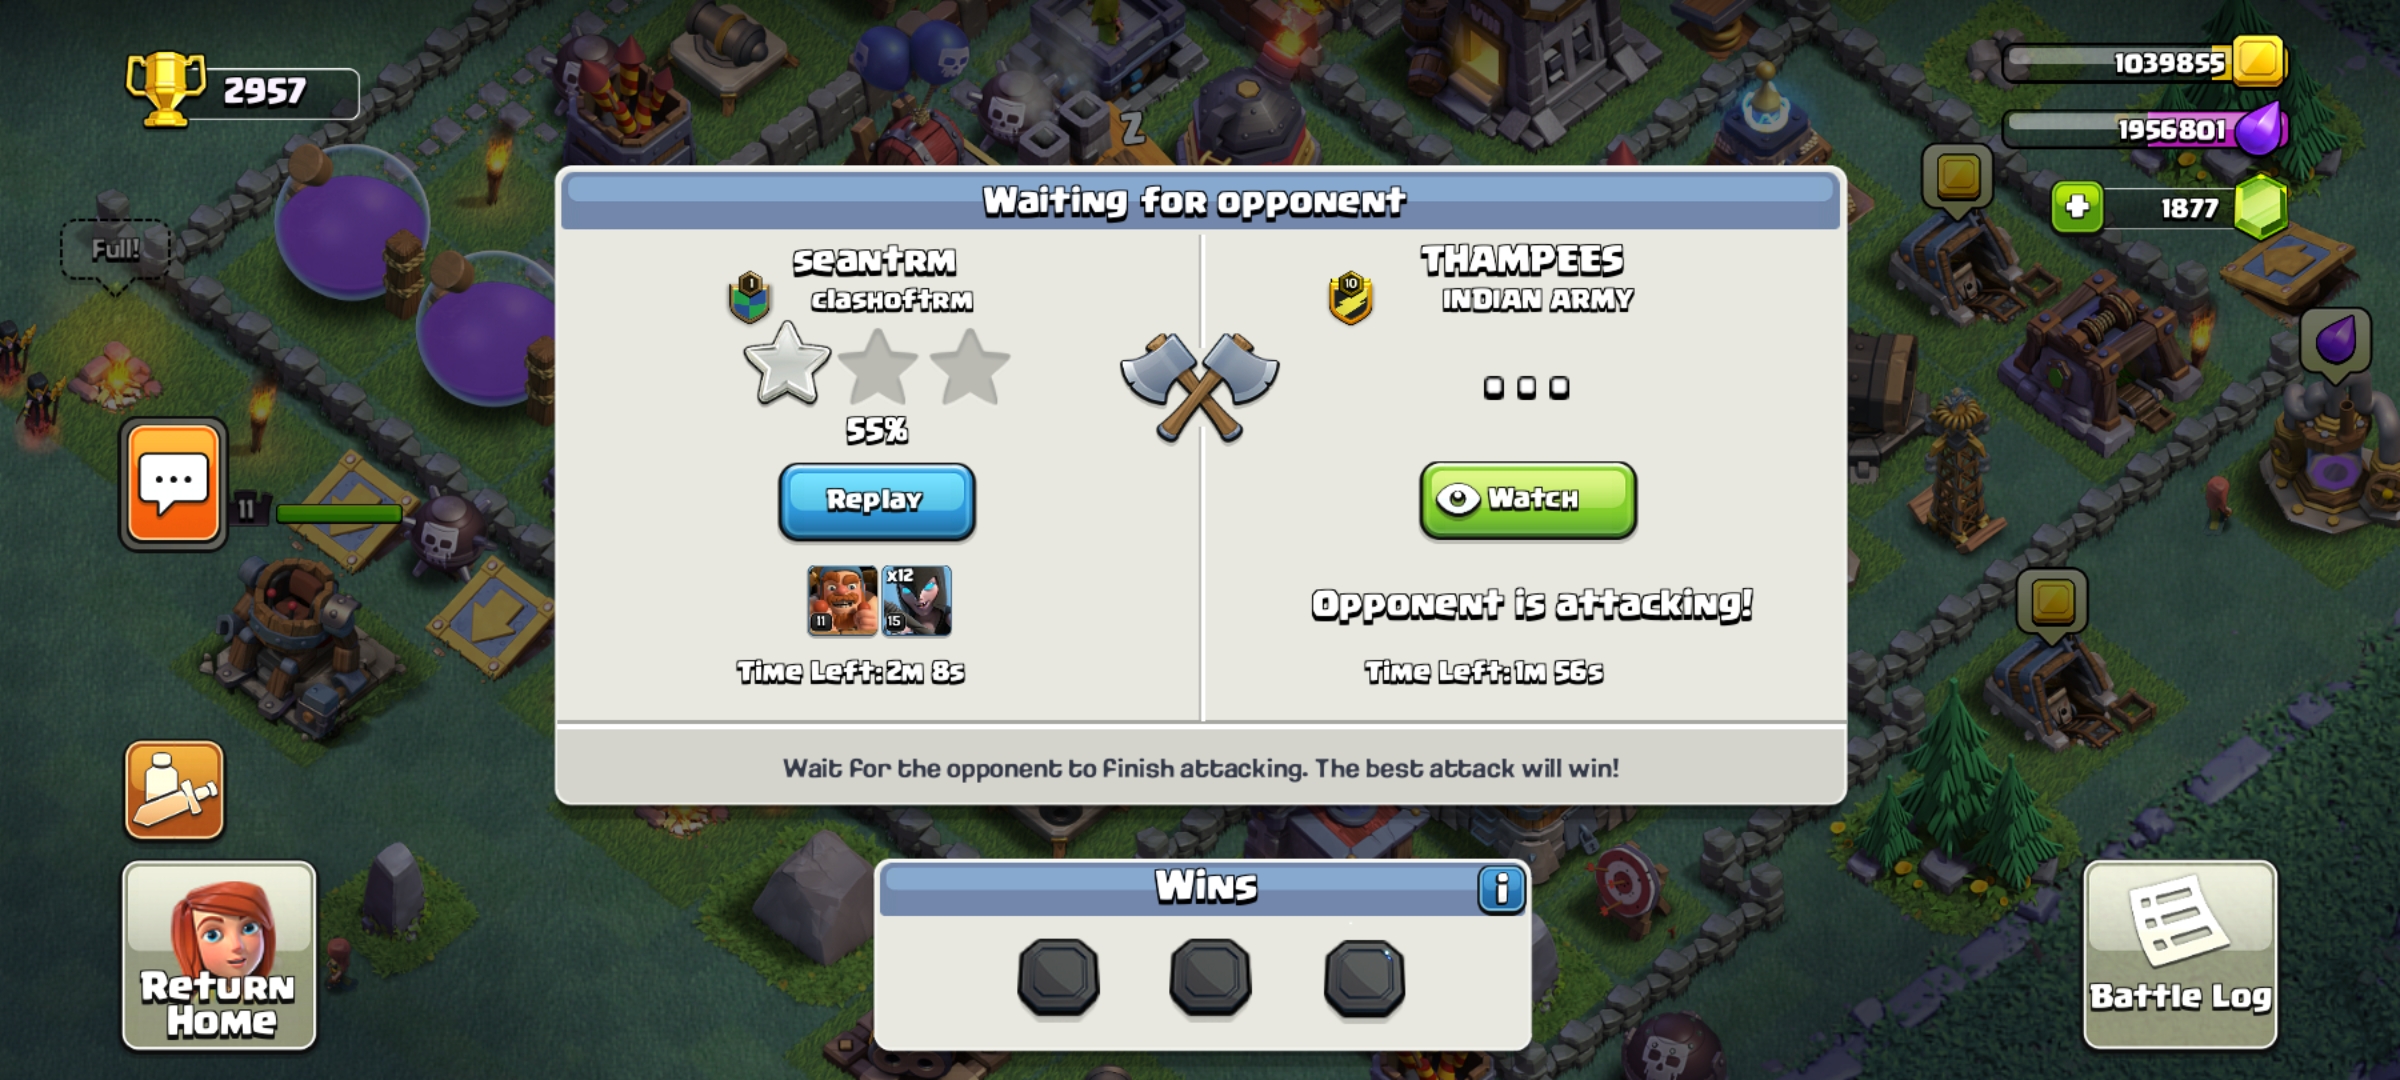 2957
1039855
1956801
1877
Full!
Z
Waiting for opponent
seantrm
1
clashoftrm
55%
Replay
x12
11
15
Time Left:2m 8s
THAMPEES
10
INDIAN ARMY
Watch
Opponent is attacking!
Time Left:1m 56s
Wait for the opponent to finish attacking. The best attack will win!
11
Wins
i
Return
Home
Battle Log